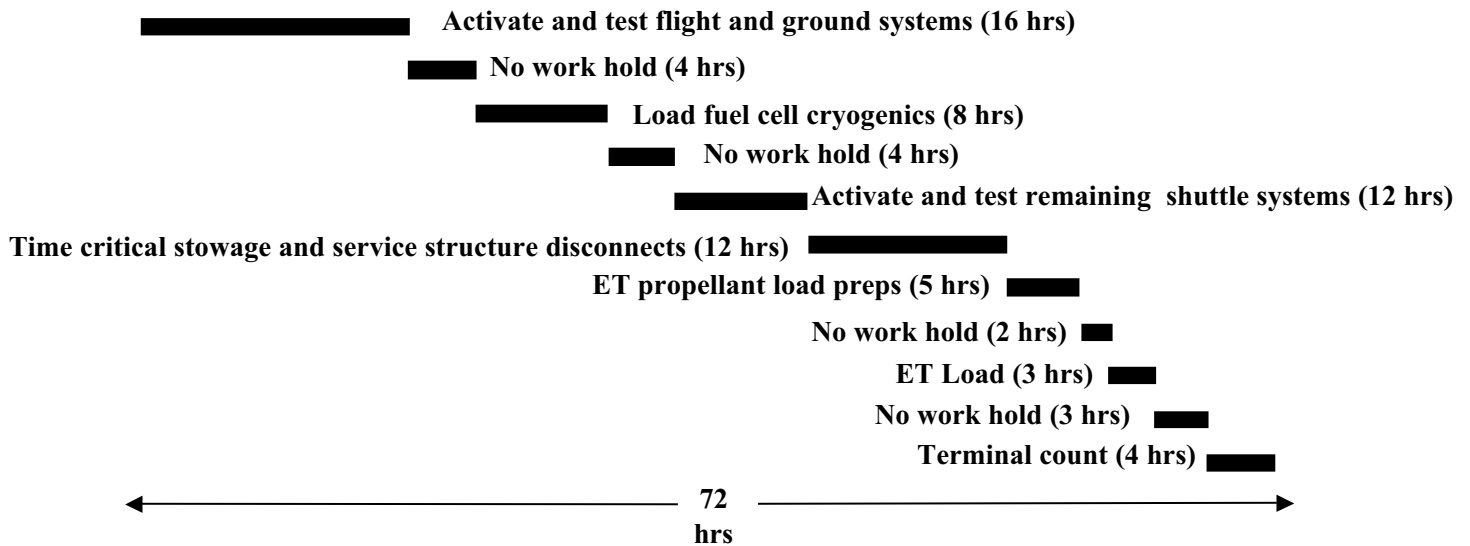 Activate and test flight and ground systems (16 hrs)
No work hold (4 hrs)
Load fuel cell cryogenics (8 hrs)
No work hold (4 hrs)
Activate and test remaining  shuttle systems (12 hrs)
Time critical stowage and service structure disconnects (12 hrs)
ET propellant load preps (5 hrs)
No work hold (2 hrs)
ET Load (3 hrs)
No work hold (3 hrs)
Terminal count (4 hrs)
72
hrs